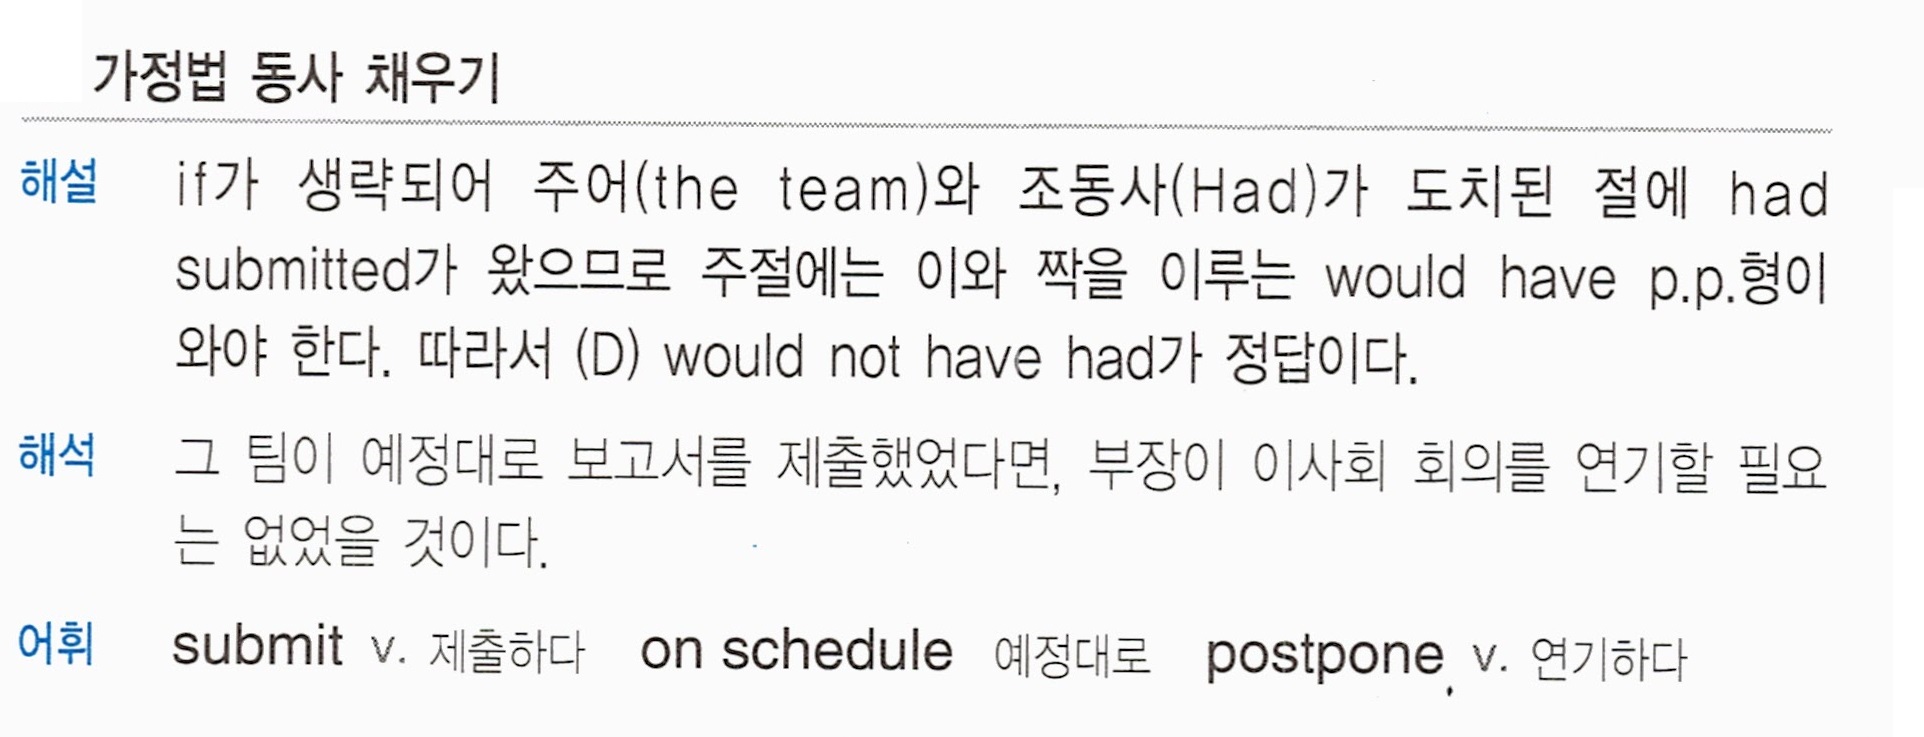 가정법 동사 채우기
해설 if가 생략되어 주어(the team)와 조동사(Had)가 도치된 절에 had
submitted가 왔으므로 주절에는 이와 짝을 이루는 would have p.p.형이
와야 한다. 따라서 (D) would not have had가 정답이다.
해석 그 팀이 예정대로 보고서를 제출했었다면, 부장이 이사회 회의를 연기할 필요
는 없었을 것이다.
어휘 submit v. 제출하다 on schedule 예정대로 postpone v. 연기하다